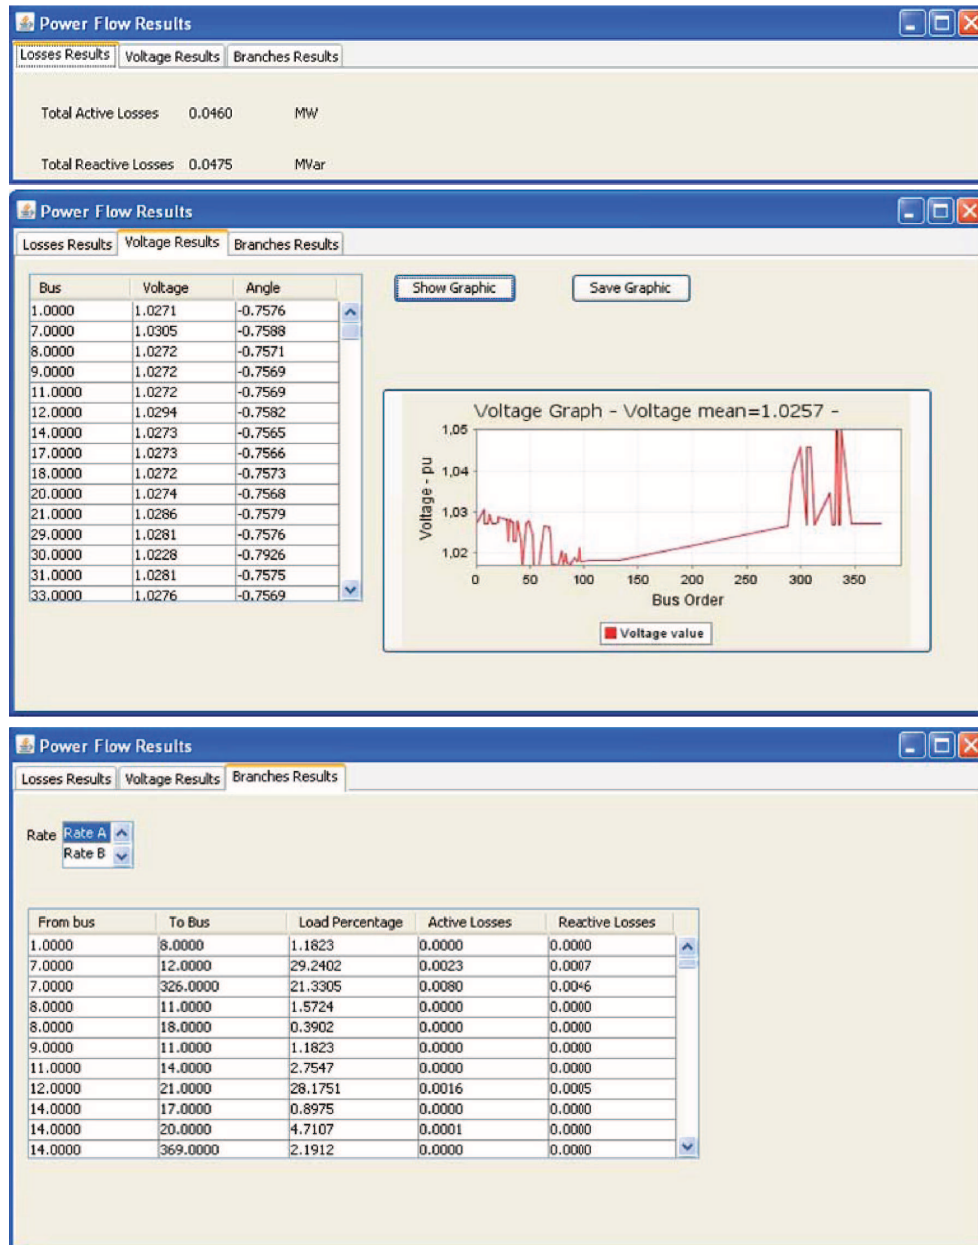 Power Flow Results
Losses Results Voltage Results Branches Results
Total Active Losses 0.0460 MW
Total Reactive Losses 0.0475 MVar
Power Flow Results
Losses Results Voltage Results Branches Results
Bus Voltage Angle
1.0000 1.0271 -0.7576
7.0000 1.0305 -0.7588
8.0000 1.0272 -0.7571
9.0000 1.0272 -0.7569
11.0000 1.0272 -0.7569
12.0000 1.0294 -0.7582
14.0000 1.0273 -0.7565
17.0000 1.0273 -0.7566
18.0000 1.0272 -0.7573
20.0000 1.0274 -0.7568
21.0000 1.0286 -0.7579
29.0000 1.0281 -0.7576
30.0000 1.0228 -0.7926
31.0000 1.0281 -0.7575
33.0000 1.0276 -0.7569
Show Graphic Save Graphic
Voltage Graph - Voltage mean=1.0257 -
Voltage - pu
1,05
1,04
1,03
1,02
0 50 100 150 200 250 300 350
Bus Order
Voltage value
Power Flow Results
Losses Results Voltage Results Branches Results
Rate Rate A
Rate B
From bus To Bus Load Percentage Active Losses Reactive Losses
1.0000 8.0000 1.1823 0.0000 0.0000
7.0000 12.0000 29.2402 0.0023 0.0007
7.0000 326.0000 21.3305 0.0080 0.0046
8.0000 11.0000 1.5724 0.0000 0.0000
8.0000 18.0000 0.3902 0.0000 0.0000
9.0000 11.0000 1.1823 0.0000 0.0000
11.0000 14.0000 2.7547 0.0000 0.0000
12.0000 21.0000 28.1751 0.0016 0.0005
14.0000 17.0000 0.8975 0.0000 0.0000
14.0000 20.0000 4.7107 0.0001 0.0000
14.0000 369.0000 2.1912 0.0000 0.0000